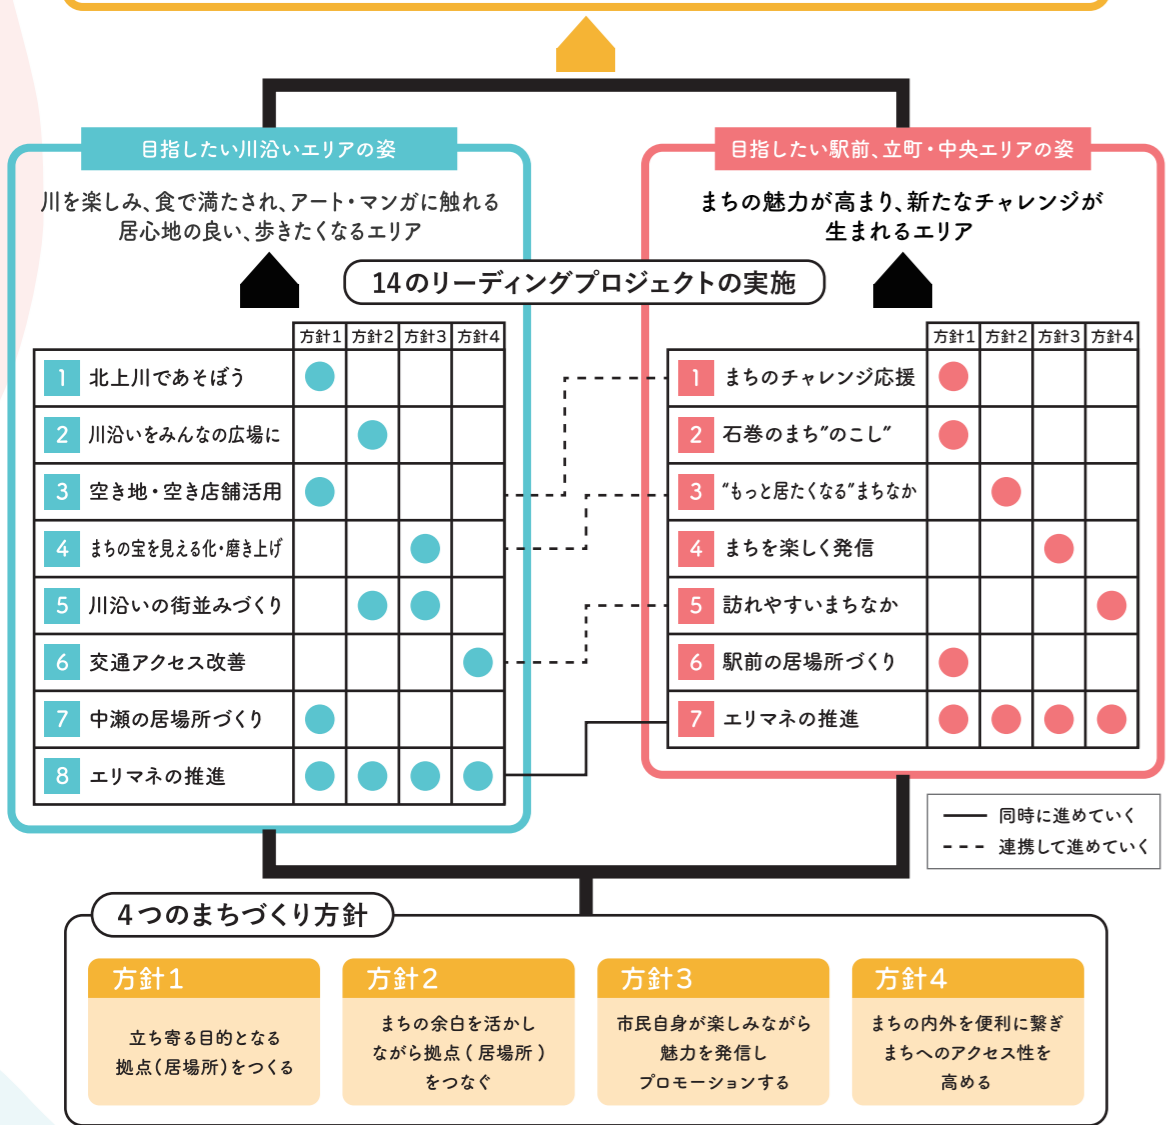 目指したい川沿いエリアの姿
川を楽しみ、食で満たされ、アート・マンガに触れる
居心地の良い、歩きたくなるエリア
目指したい駅前、立町・中央エリアの姿
まちの魅力が高まり、新たなチャレンジが
生まれるエリア
14のリーディングプロジェクトの実施
方針1 方針2 方針3 方針4
1 北上川であそぼう
2 川沿いをみんなの広場に
3 空き地・空き店舗活用
4 まちの宝を見える化・磨き上げ
5 川沿いの街並みづくり
6 交通アクセス改善
7 中瀬の居場所づくり
8 エリマネの推進
方針1 方針2 方針3 方針4
1 まちのチャレンジ応援
2 石巻のまち”のこし”
3 “もっと居たくなる”まちなか
4 まちを楽しく発信
5 訪れやすいまちなか
6 駅前の居場所づくり
7 エリマネの推進
同時に進めていく
連携して進めていく
4つのまちづくり方針
方針1
立ち寄る目的となる
拠点(居場所)をつくる
方針2
まちの余白を活かし
ながら拠点(居場所)
をつなぐ
方針3
市民自身が楽しみながら
魅力を発信し
プロモーションする
方針4
まちの内外を便利に繋ぎ
まちへのアクセス性を
高める